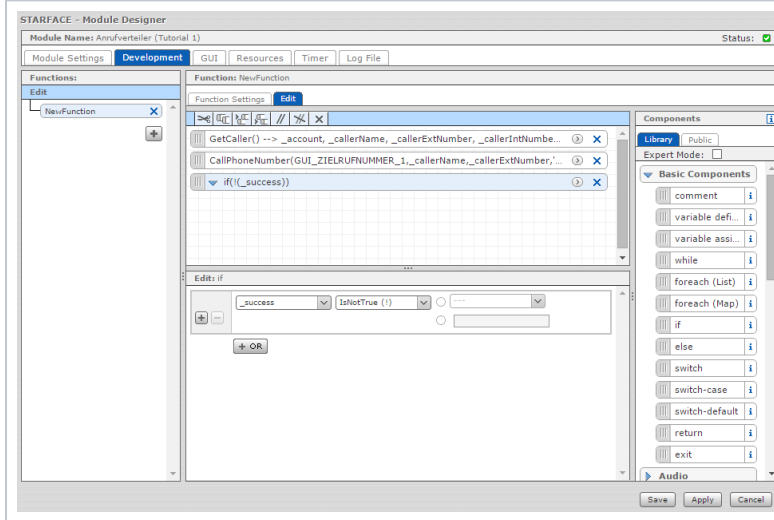 STARFACE - Module Designer
Module Name: Anrufverteiler (Tutorial 1)
Status:
Module Settings
Development
GUI
Resources
Timer
Log File
Functions:
Edit
NewFunction
Function: NewFunction
Function Settings
Edit
GetCaller() --> _account, _callerName, _callerExtNumber, _callerIntNumbe...
CallPhoneNumber(GUI_ZIELRUFNUMMER_1,_callerName,_callerExtNumber,'...
if(!(_success))
Edit: if
_success
IsNotTrue (!)
---
+ OR
Components
Library
Public
Expert Mode:
Basic Components
comment
variable defi...
variable assi...
while
foreach (List)
foreach (Map)
if
else
switch
switch-case
switch-default
return
exit
Audio
Save
Apply
Cancel